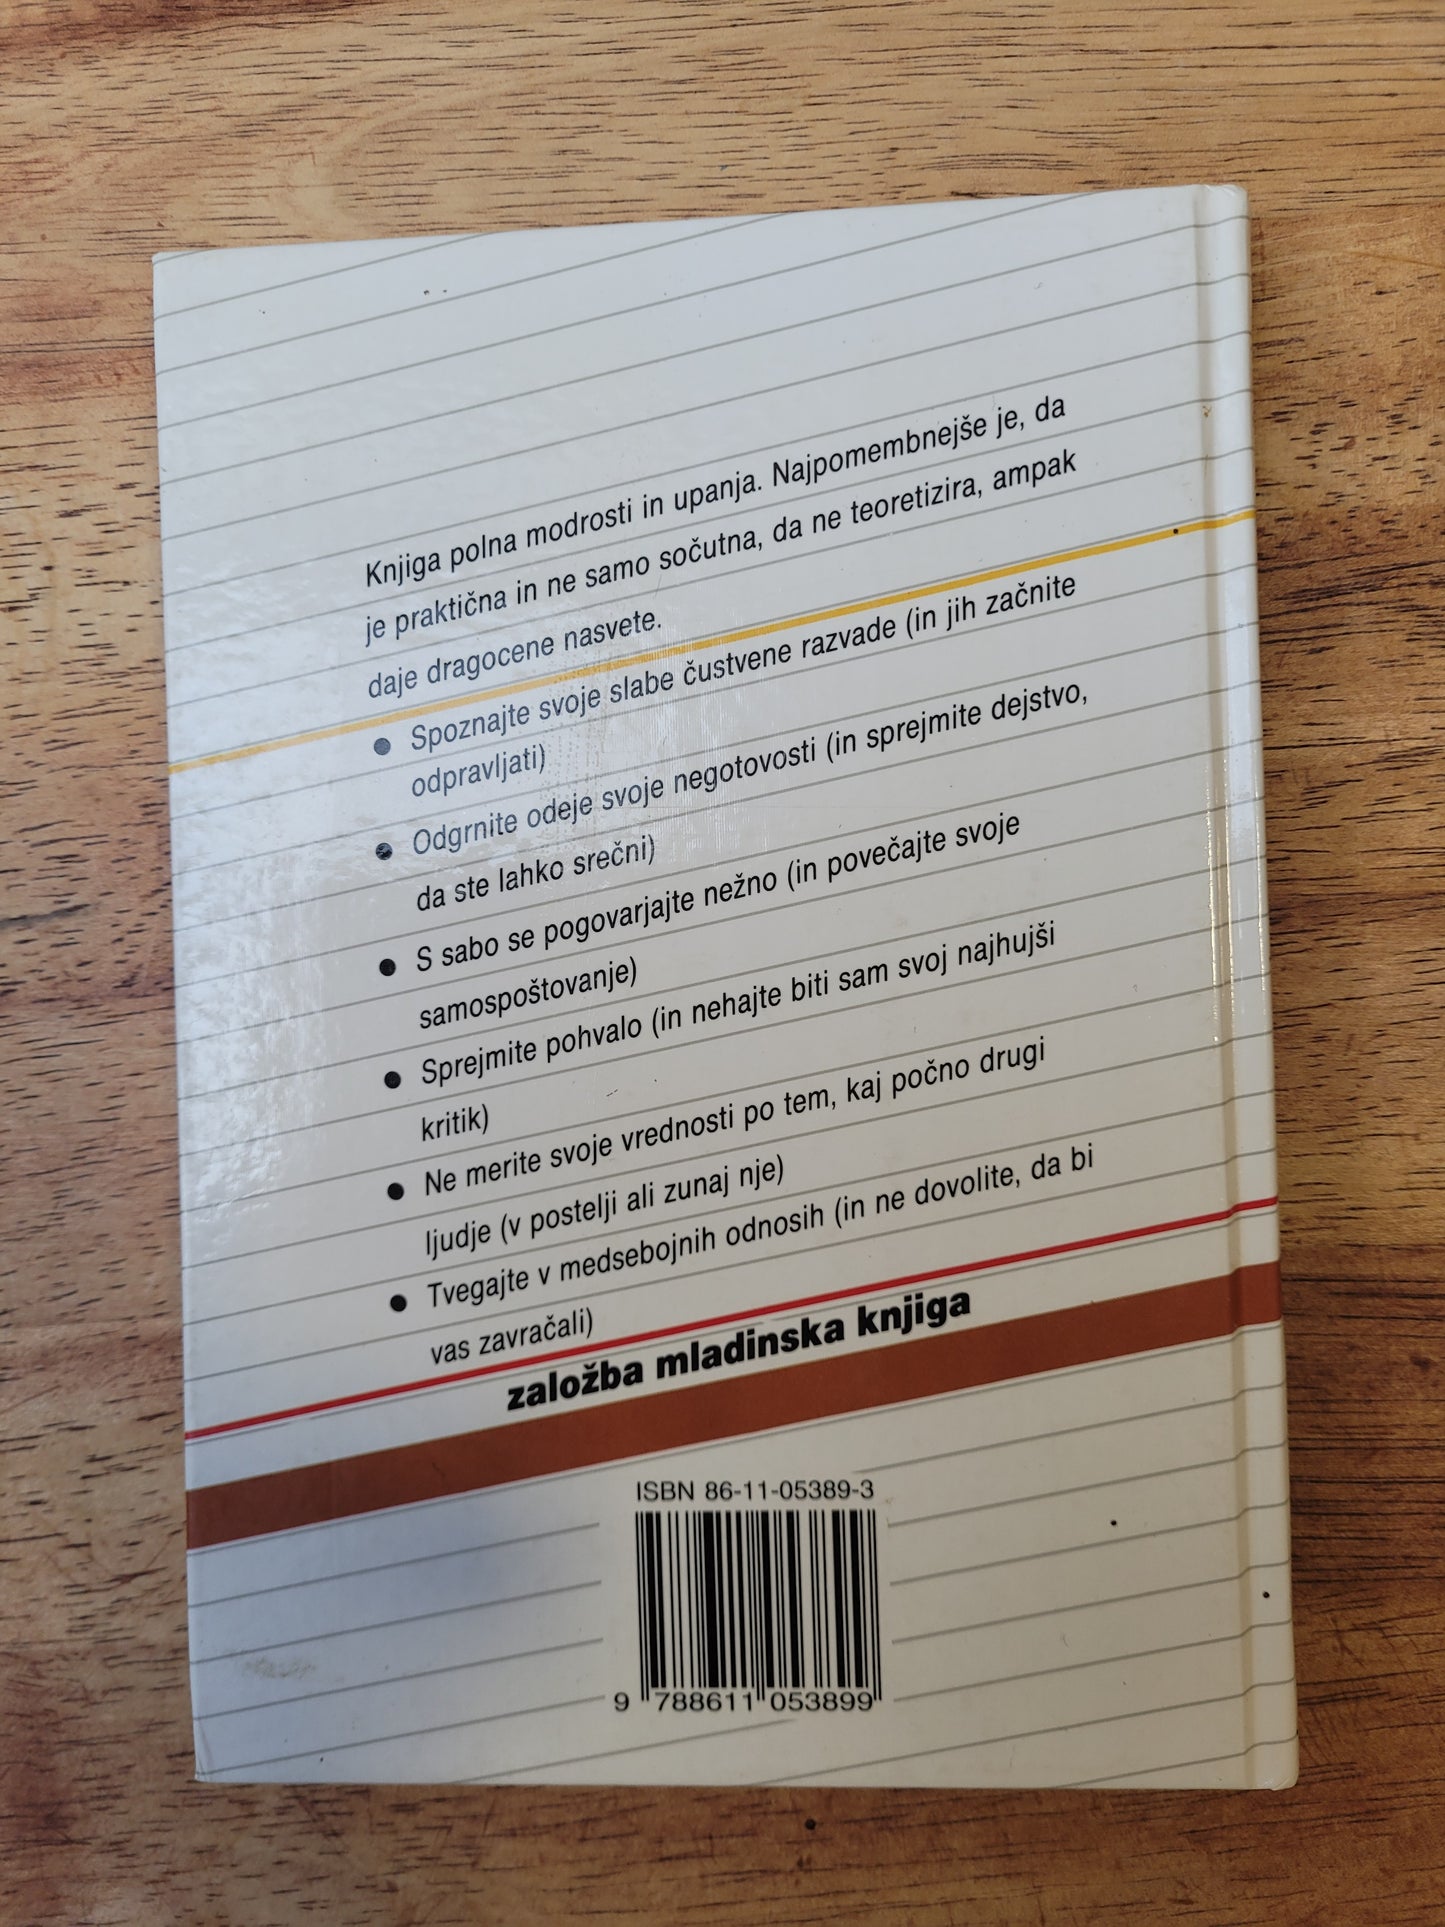 Knjiga polna modrosti in upanja. Najpomembnejše je, da
je praktična in ne samo sočutna, da ne teoretizira, ampak
daje dragocene nasvete.
● Spoznajte svoje slabe čustvene razvade (in jih začnite
odpravljati)
● Odgrnite odeje svoje negotovosti (in sprejmite dejstvo,
da ste lahko srečni)
● S sabo se pogovarjajte nežno (in povečajte svoje
samospoštovanje)
● Sprejmite pohvalo (in nehajte biti sam svoj najhujši
kritik)
● Ne merite svoje vrednosti po tem, kaj počno drugi
ljudje (v postelji ali zunaj nje)
● Tvegajte v medsebojnih odnosih (in ne dovolite, da bi
vas zavračali)
založba mladinska knjiga
ISBN 86-11-05389-3
9 788611 053899